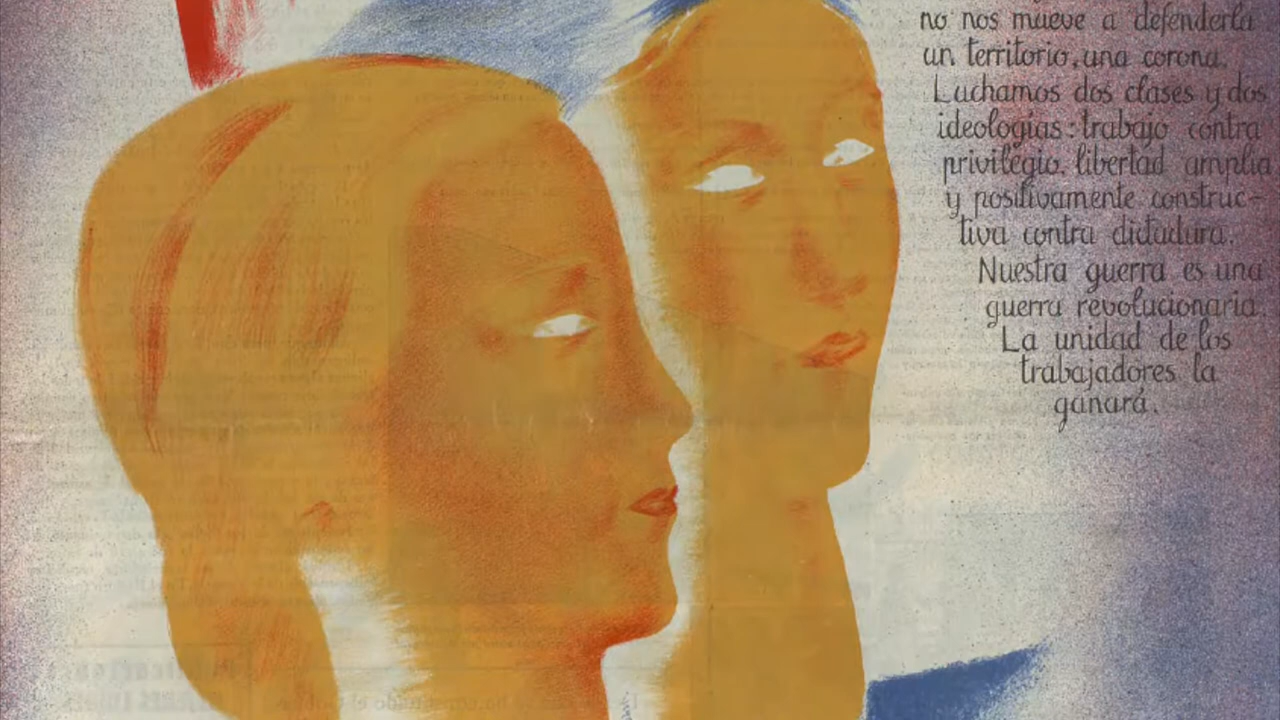 no nos mueve a defenderla
un territorio, una corona.
Luchamos dos clases y dos
ideologías: trabajo contra
privilegio. libertad amplia
y positivamente construc-
tiva contra dictadura.
Nuestra guerra es una
guerra revolucionaria.
La unidad de los
trabajadores la
ganará.